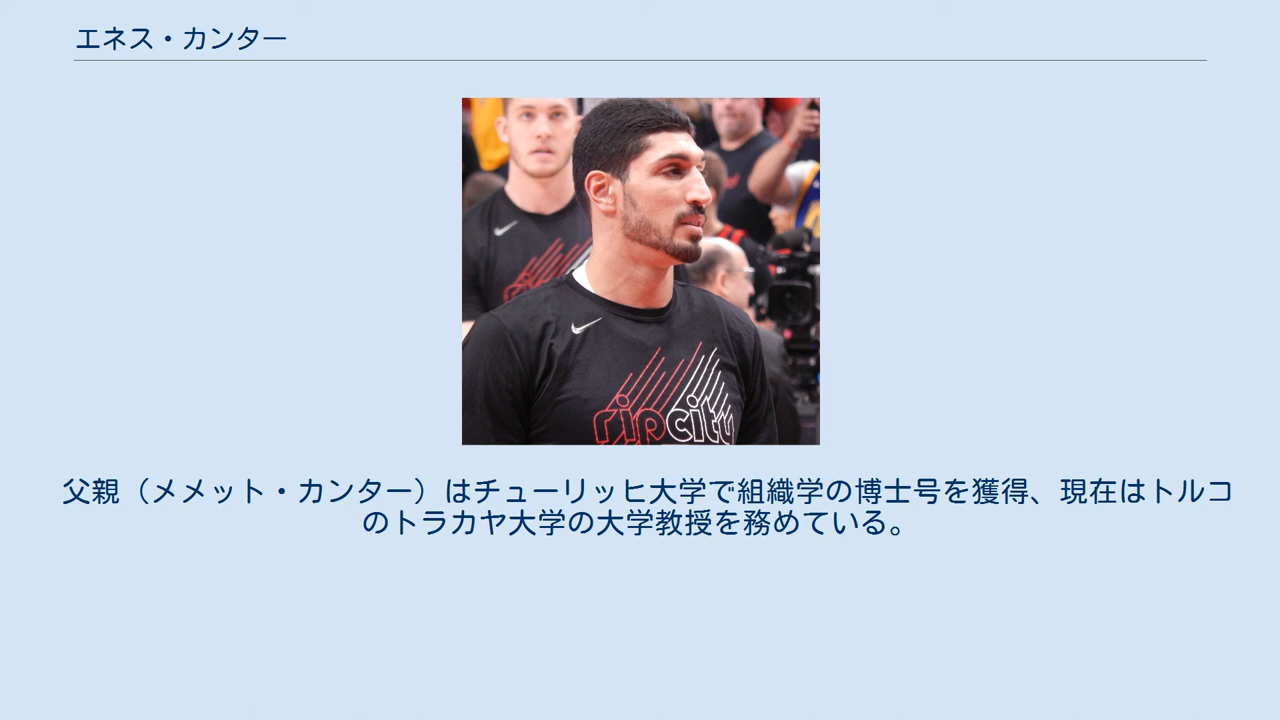 エネス・カンター
ripcity
父親（メメット・カンター）はチューリッヒ大学で組織学の博士号を獲得、現在はトルコ
のトラカヤ大学の大学教授を務めている。